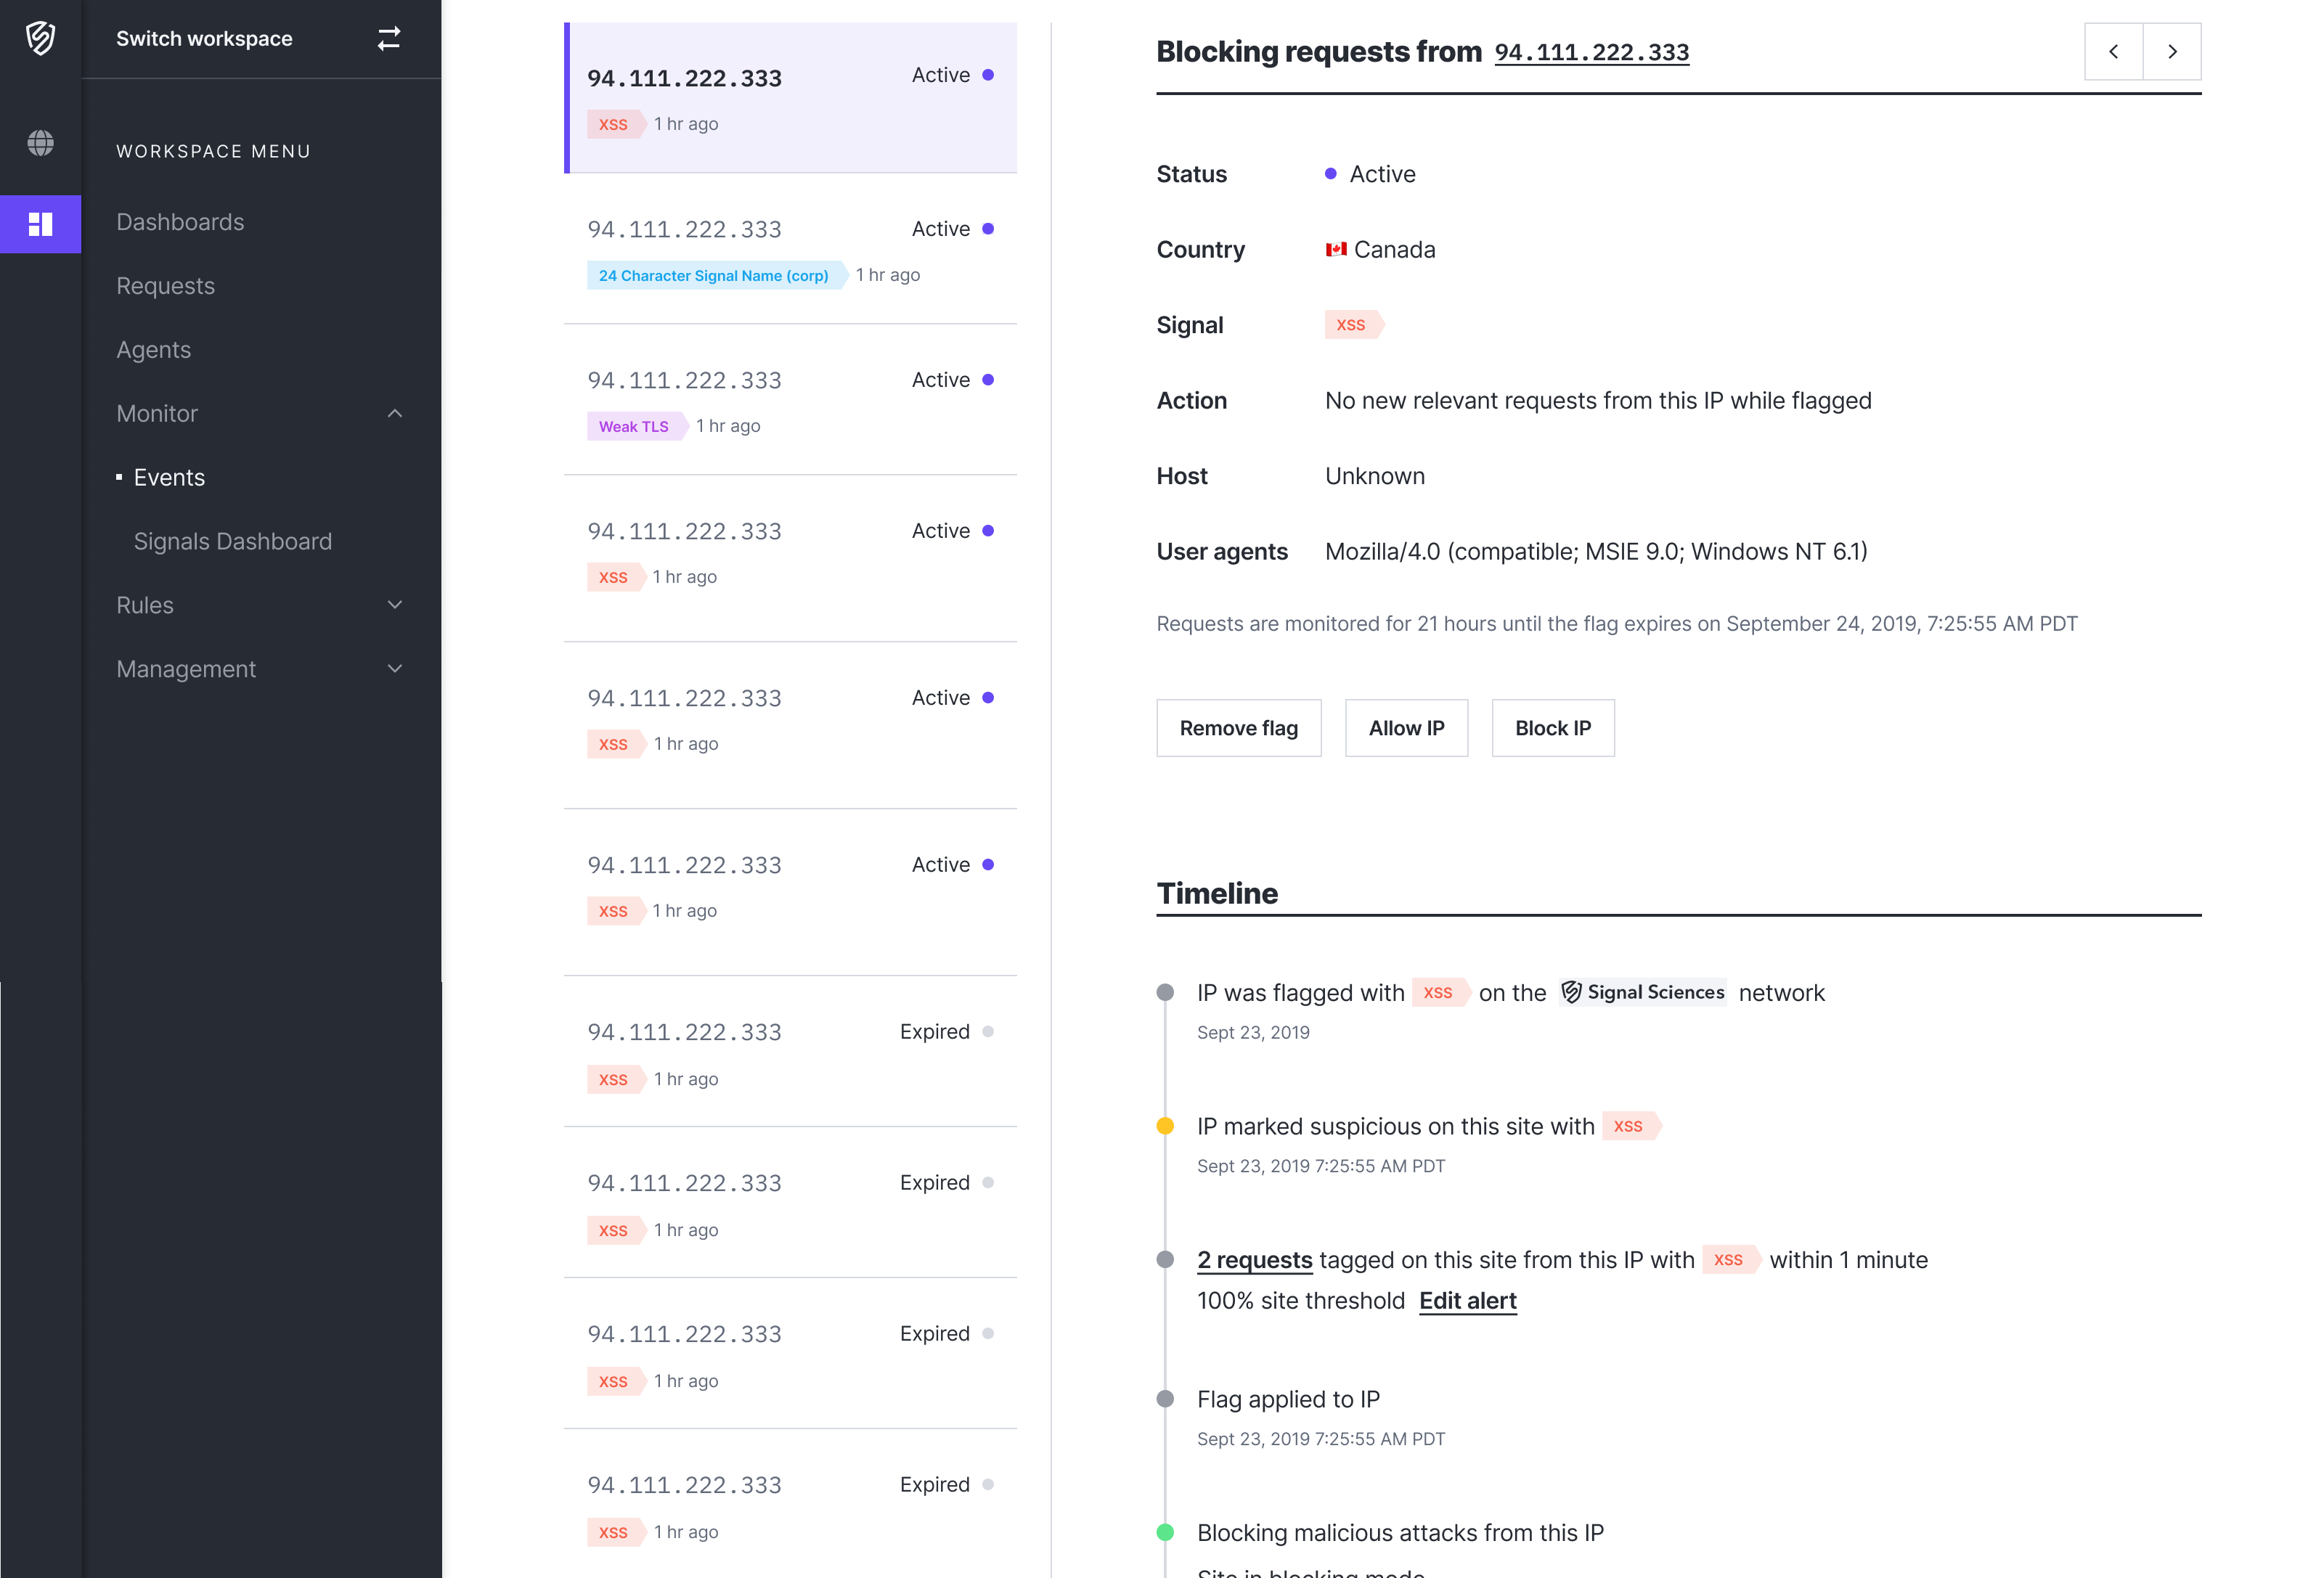 Switch workspace
WORKSPACE MENU
Dashboards
Requests
Agents
Monitor
Events
Signals Dashboard
Rules
Management
94.111.222.333 Active
XSS 1 hr ago
94.111.222.333 Active
24 Character Signal Name (corp) 1 hr ago
94.111.222.333 Active
Weak TLS 1 hr ago
94.111.222.333 Active
XSS 1 hr ago
94.111.222.333 Active
XSS 1 hr ago
94.111.222.333 Active
XSS 1 hr ago
94.111.222.333 Expired
XSS 1 hr ago
94.111.222.333 Expired
XSS 1 hr ago
94.111.222.333 Expired
XSS 1 hr ago
94.111.222.333 Expired
XSS 1 hr ago
Blocking requests from 94.111.222.333
Status Active
Country Canada
Signal XSS
Action No new relevant requests from this IP while flagged
Host Unknown
User agents Mozilla/4.0 (compatible; MSIE 9.0; Windows NT 6.1)
Requests are monitored for 21 hours until the flag expires on September 24, 2019, 7:25:55 AM PDT
Remove flag Allow IP Block IP
Timeline
IP was flagged with XSS on the Signal Sciences network
Sept 23, 2019
IP marked suspicious on this site with XSS
Sept 23, 2019 7:25:55 AM PDT
2 requests tagged on this site from this IP with XSS within 1 minute
100% site threshold Edit alert
Flag applied to IP
Sept 23, 2019 7:25:55 AM PDT
Blocking malicious attacks from this IP
Site in blocking mode